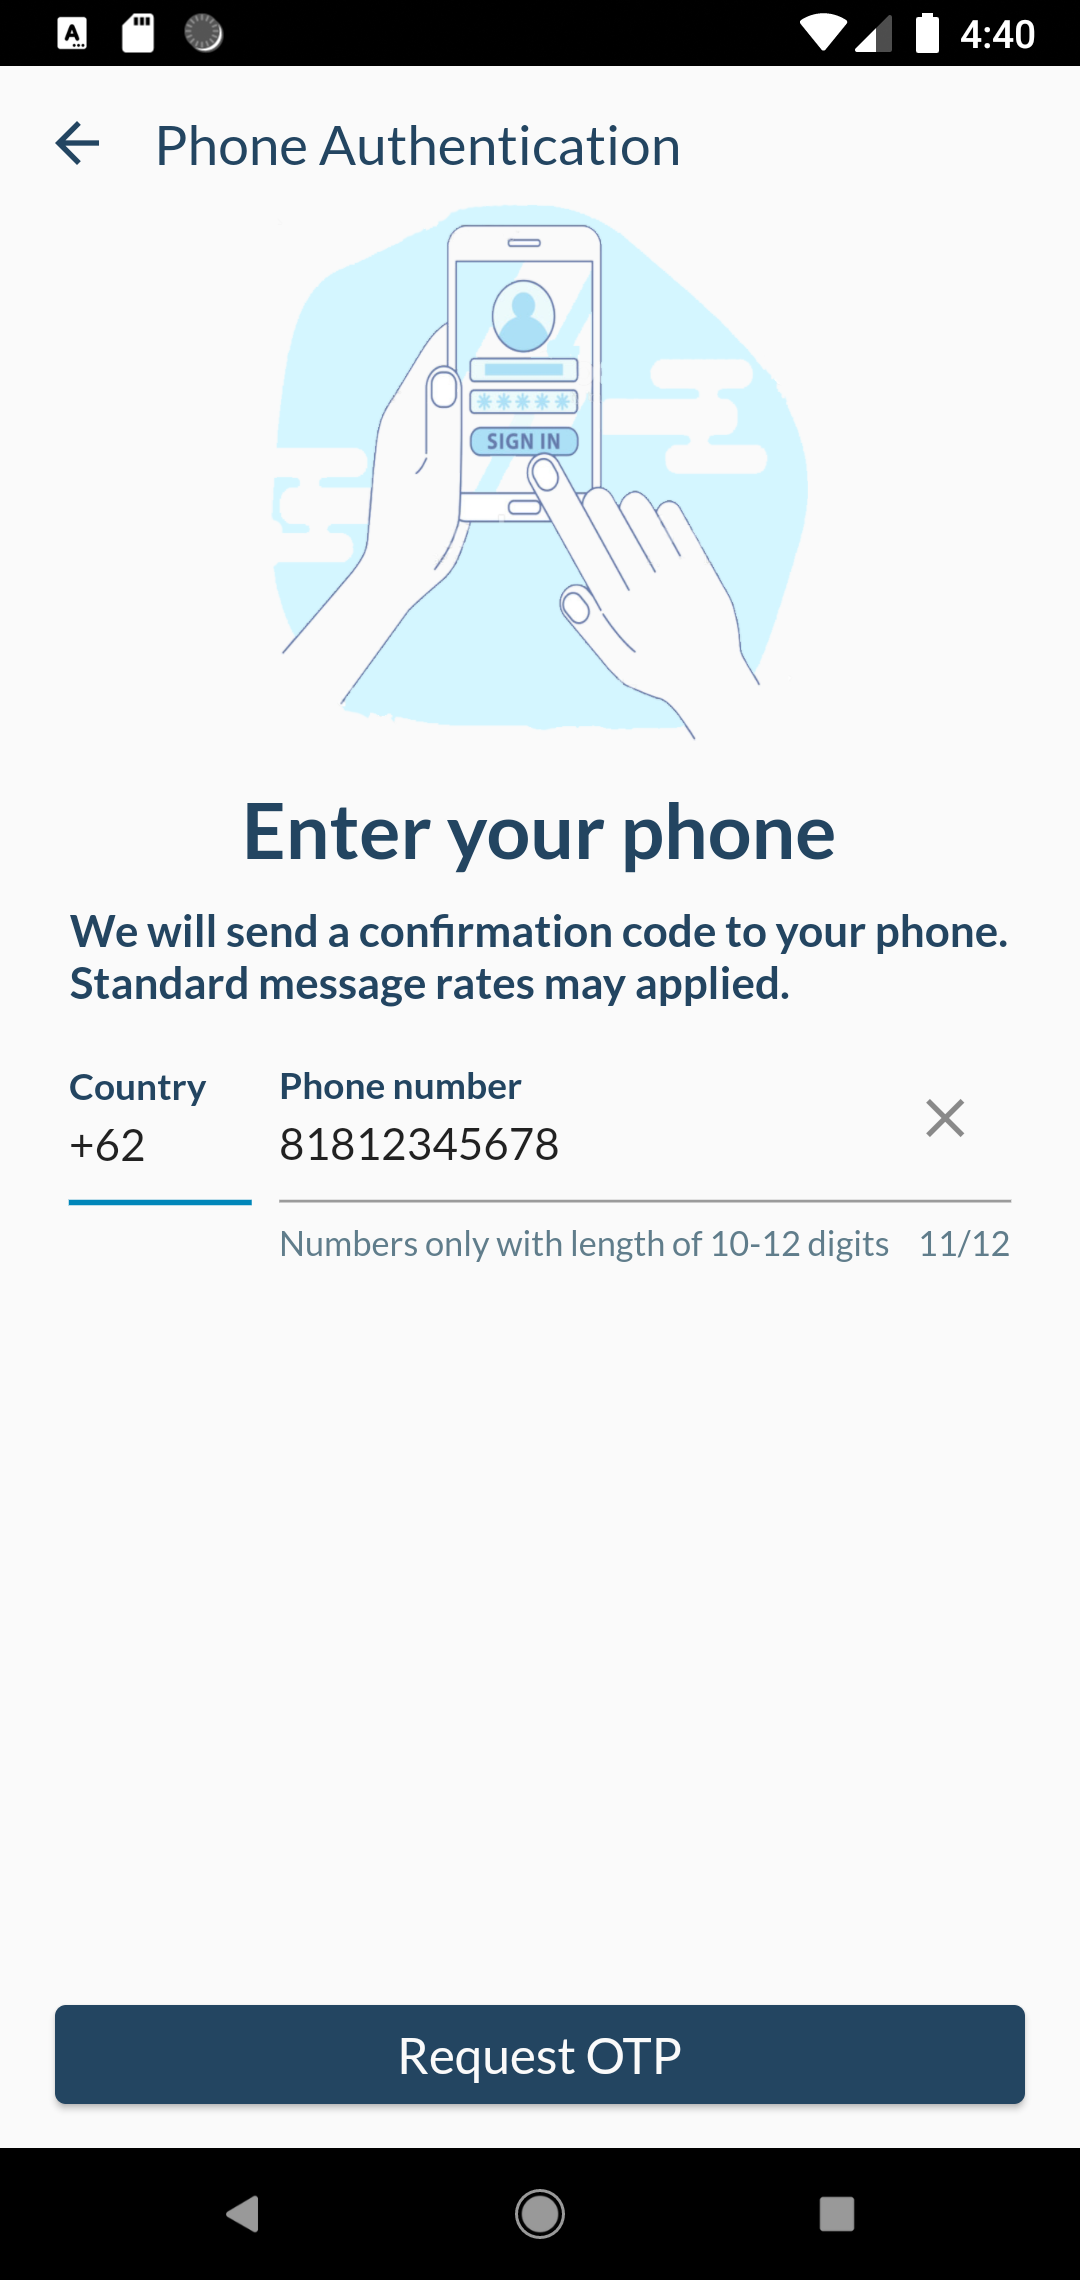 4:40
Phone Authentication
*****
SIGN IN
Enter your phone
We will send a confirmation code to your phone.
Standard message rates may applied.
Country
Phone number
+62
81812345678
Numbers only with length of 10-12 digits 11/12
Request OTP